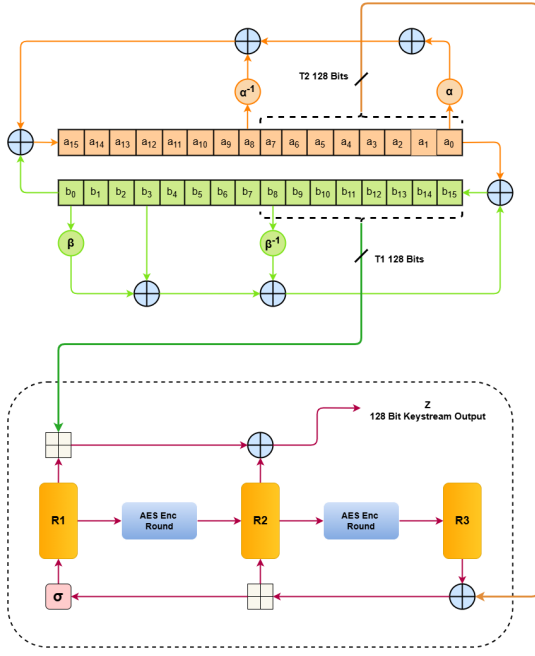 T2 128 Bits
α⁻¹
α
a₁₅ a₁₄ a₁₃ a₁₂ a₁₁ a₁₀ a₉ a₈ a₇ a₆ a₅ a₄ a₃ a₂ a₁ a₀
b₀ b₁ b₂ b₃ b₄ b₅ b₆ b₇ b₈ b₉ b₁₀ b₁₁ b₁₂ b₁₃ b₁₄ b₁₅
β
β⁻¹
T1 128 Bits
Z
128 Bit Keystream Output
R1
AES Enc
Round
R2
AES Enc
Round
R3
σ